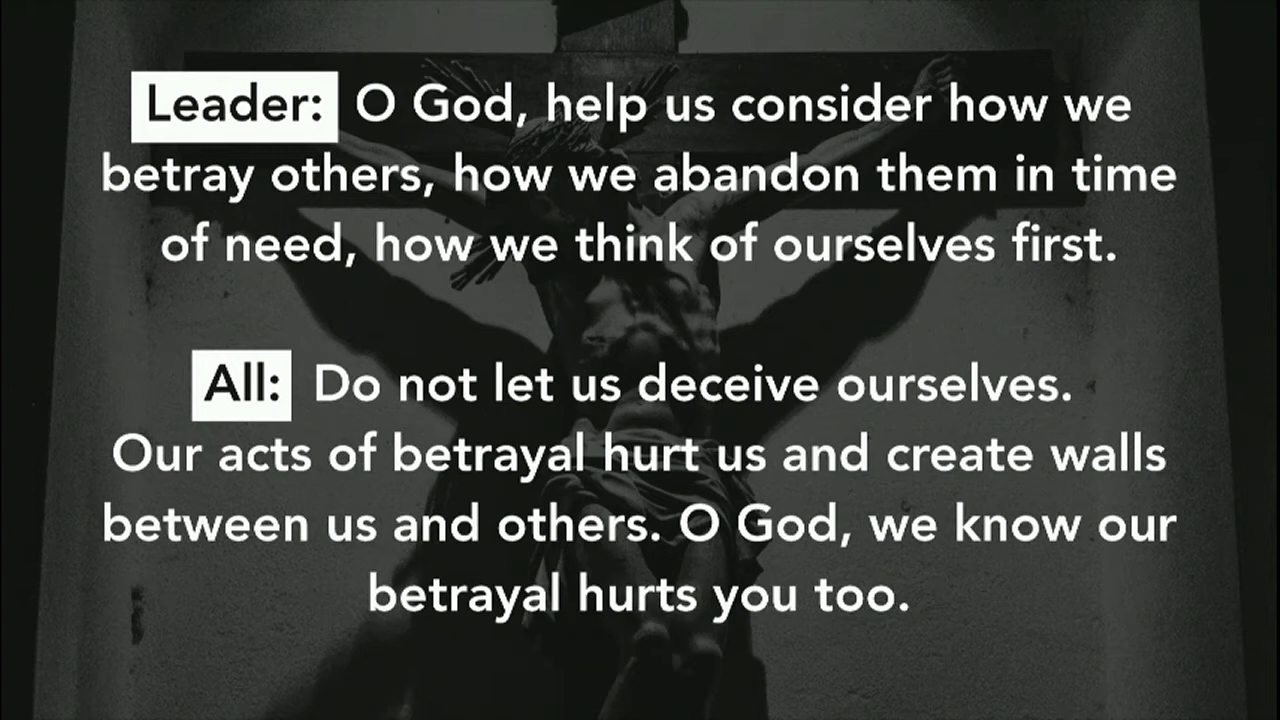 Leader: O God, help us consider how we
betray others, how we abandon them in time
of need, how we think of ourselves first.
All: Do not let us deceive ourselves.
Our acts of betrayal hurt us and create walls
between us and others. O God, we know our
betrayal hurts you too.